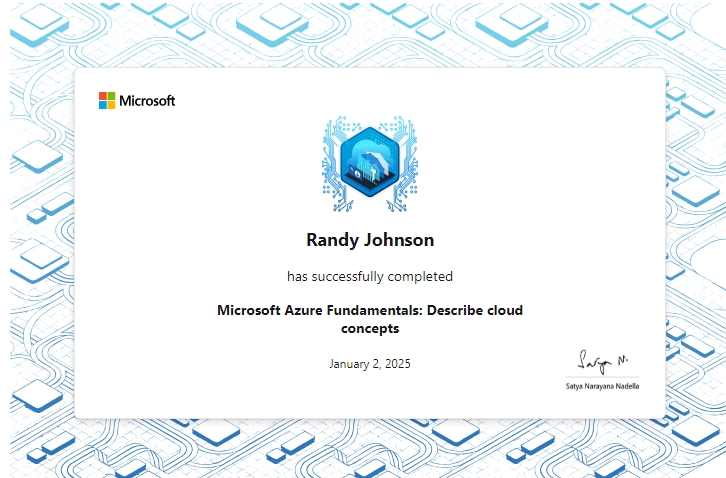 Microsoft
Randy Johnson
has successfully completed
Microsoft Azure Fundamentals: Describe cloud
concepts
January 2, 2025
Satya N.
Satya Narayana Nadella